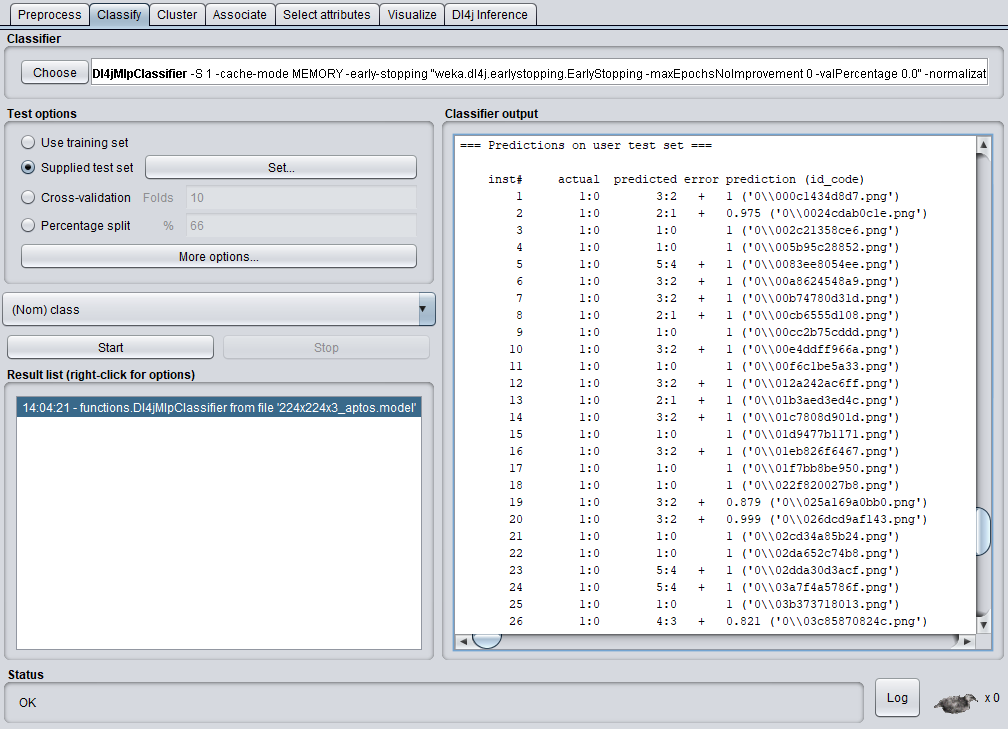 Preprocess Classify Cluster Associate Select attributes Visualize Dl4j Inference
Classifier
Choose Dl4jMlpClassifier -S 1 -cache-mode MEMORY -early-stopping "weka.dl4j.earlystopping.EarlyStopping -maxEpochsNoImprovement 0 -valPercentage 0.0" -normalizat
Test options
Use training set
Supplied test set Set...
Cross-validation Folds 10
Percentage split % 66
More options...
(Nom) class
Start Stop
Result list (right-click for options)
14:04:21 - functions.Dl4jMlpClassifier from file '224x224x3_aptos.model'
Classifier output
=== Predictions on user test set ===
inst# actual predicted error prediction (id_code)
1 1:0 3:2 + 1 ('0\\000c1434d8d7.png')
2 1:0 2:1 + 0.975 ('0\\0024cdab0c1e.png')
3 1:0 1:0 1 ('0\\002c21358ce6.png')
4 1:0 1:0 1 ('0\\005b95c28852.png')
5 1:0 5:4 + 1 ('0\\0083ee8054ee.png')
6 1:0 3:2 + 1 ('0\\00a8624548a9.png')
7 1:0 3:2 + 1 ('0\\00b74780d31d.png')
8 1:0 2:1 + 1 ('0\\00cb6555d108.png')
9 1:0 1:0 1 ('0\\00cc2b75cddd.png')
10 1:0 3:2 + 1 ('0\\00e4ddff966a.png')
11 1:0 1:0 1 ('0\\00f6c1be5a33.png')
12 1:0 3:2 + 1 ('0\\012a242ac6ff.png')
13 1:0 2:1 + 1 ('0\\01b3aed3ed4c.png')
14 1:0 3:2 + 1 ('0\\01c7808d901d.png')
15 1:0 1:0 1 ('0\\01d9477b1171.png')
16 1:0 3:2 + 1 ('0\\01eb826f6467.png')
17 1:0 1:0 1 ('0\\01f7bb8be950.png')
18 1:0 1:0 1 ('0\\022f820027b8.png')
19 1:0 3:2 + 0.879 ('0\\025a169a0bb0.png')
20 1:0 3:2 + 0.999 ('0\\026dcd9af143.png')
21 1:0 1:0 1 ('0\\02cd34a85b24.png')
22 1:0 1:0 1 ('0\\02da652c74b8.png')
23 1:0 5:4 + 1 ('0\\02dda30d3acf.png')
24 1:0 5:4 + 1 ('0\\03a7f4a5786f.png')
25 1:0 1:0 1 ('0\\03b373718013.png')
26 1:0 4:3 + 0.821 ('0\\03c85870824c.png')
Status
OK
Log x 0